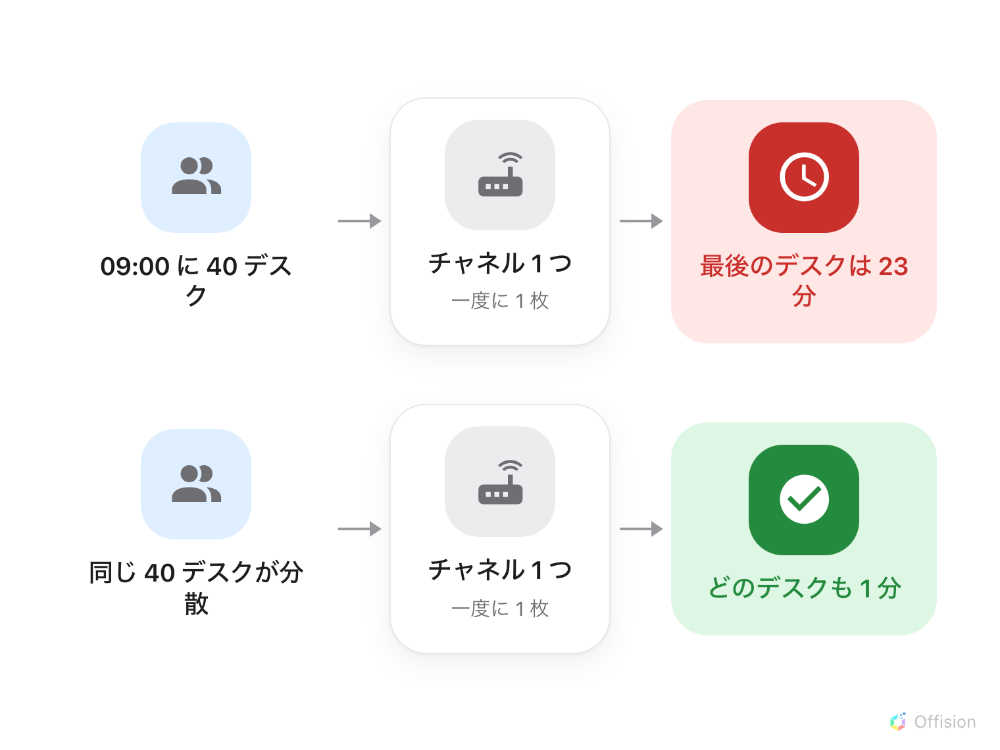 09:00 に 40 デス
ク
チャネル 1 つ
一度に 1 枚
最後のデスクは 23
分
同じ 40 デスクが分
散
チャネル 1 つ
一度に 1 枚
どのデスクも 1 分
Offision